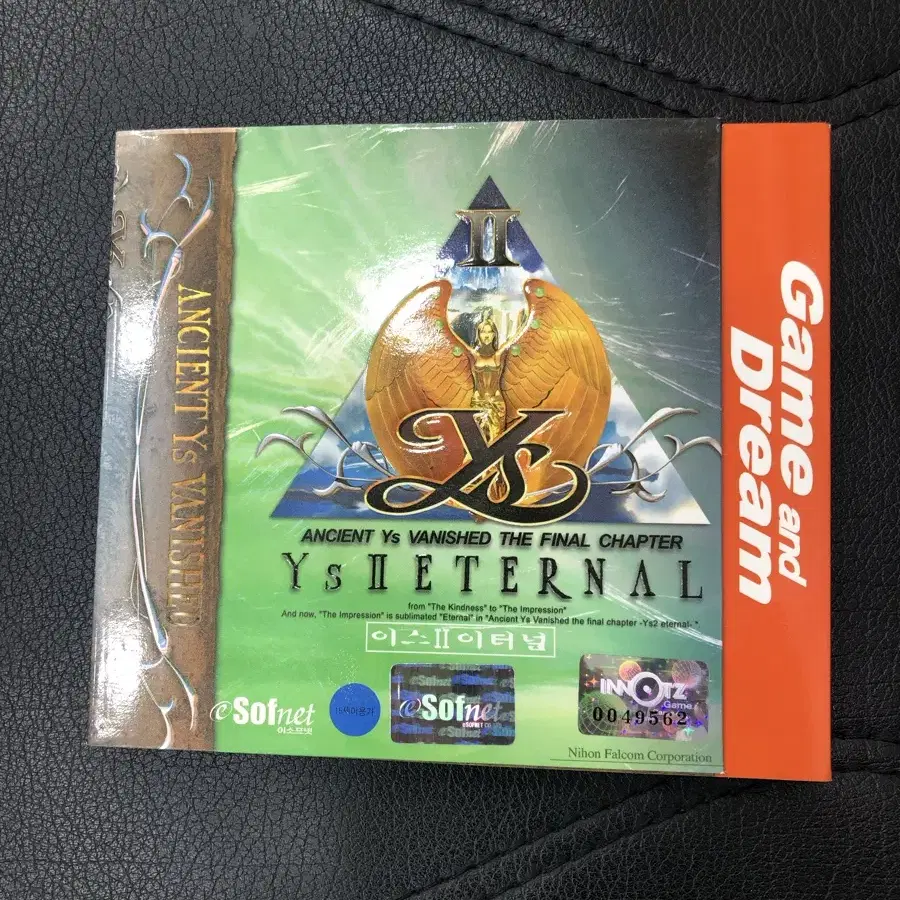 II
Ys
ANCIENT Ys VANISHED THE FINAL CHAPTER
Ys II ETERNAL
from "The Kindness" to "The Impression"
And now, "The Impression" is sublimated "Eternal" in "Ancient Ys Vanished the final chapter -Ys2 eternal- "
이스II이터널
eSofnet
이소프넷
eSofnet
INNOTZ
.Game
0049562
Nihon Falcom Corporation
ANCIENT Ys VANISHED
Game and
Dream